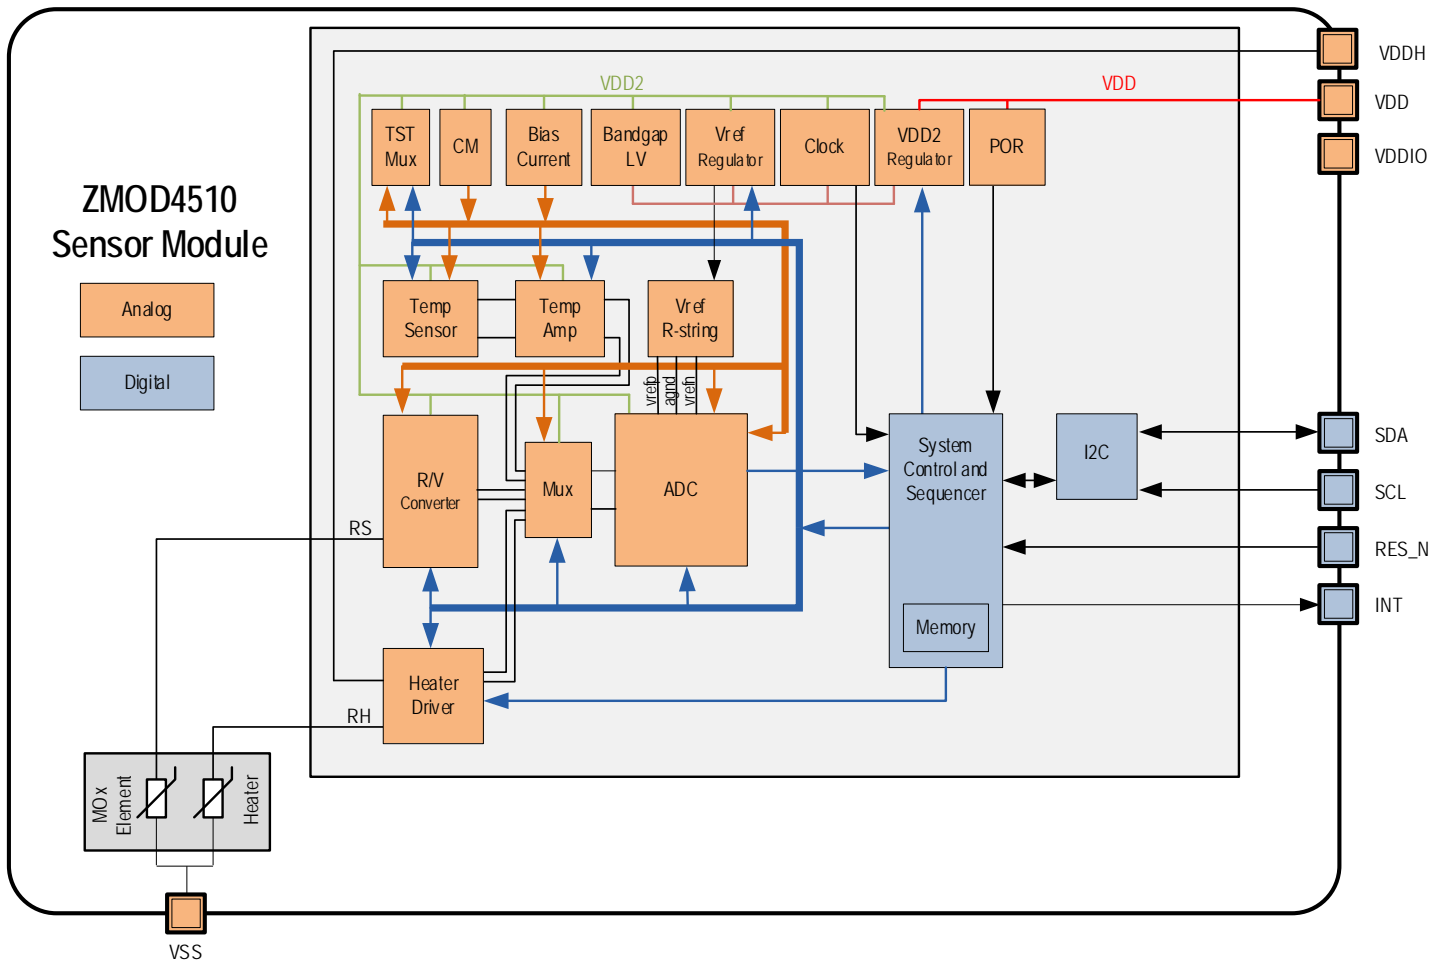 VDDH
VDD2
VDD
VDD
TST
Mux
CM
Bias
Current
Bandgap
LV
Vref
Regulator
Clock
VDD2
Regulator
POR
VDDIO
ZMOD4510
Sensor Module
Analog
Digital
Temp
Sensor
Temp
Amp
Vref
R-string
vrefp
agnd
vrefn
R/V
Converter
Mux
ADC
System
Control and
Sequencer
Memory
I2C
SDA
SCL
RES_N
INT
RS
Heater
Driver
RH
MOx
Element
Heater
VSS